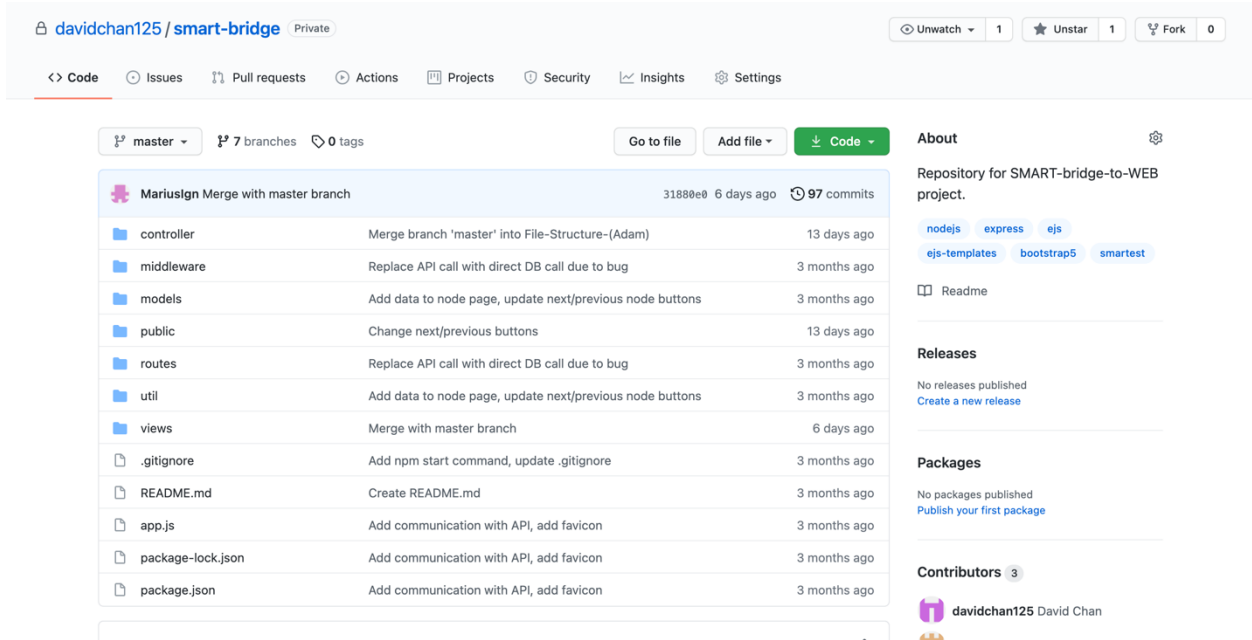 davidchan125 / smart-bridge Private
Unwatch 1 Unstar 1 Fork 0
Code Issues Pull requests Actions Projects Security Insights Settings
master 7 branches 0 tags Go to file Add file Code
MariusIgn Merge with master branch 31880e0 6 days ago 97 commits
controller Merge branch 'master' into File-Structure-(Adam) 13 days ago
middleware Replace API call with direct DB call due to bug 3 months ago
models Add data to node page, update next/previous node buttons 3 months ago
public Change next/previous buttons 13 days ago
routes Replace API call with direct DB call due to bug 3 months ago
util Add data to node page, update next/previous node buttons 3 months ago
views Merge with master branch 6 days ago
.gitignore Add npm start command, update .gitignore 3 months ago
README.md Create README.md 3 months ago
app.js Add communication with API, add favicon 3 months ago
package-lock.json Add communication with API, add favicon 3 months ago
package.json Add communication with API, add favicon 3 months ago
About
Repository for SMART-bridge-to-WEB
project.
nodejs express ejs
ejs-templates bootstrap5 smartest
Readme
Releases
No releases published
Create a new release
Packages
No packages published
Publish your first package
Contributors 3
davidchan125 David Chan